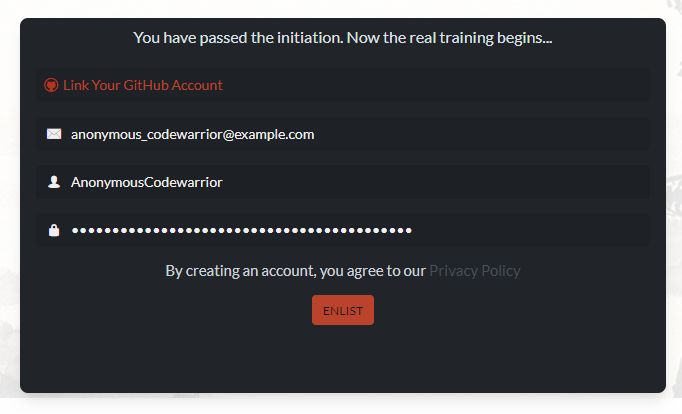 You have passed the initiation. Now the real training begins...
Link Your GitHub Account
anonymous_codewarrior@example.com
AnonymousCodewarrior
••••••••••••••••••••••••••••••••••••••••••
By creating an account, you agree to our Privacy Policy
ENLIST